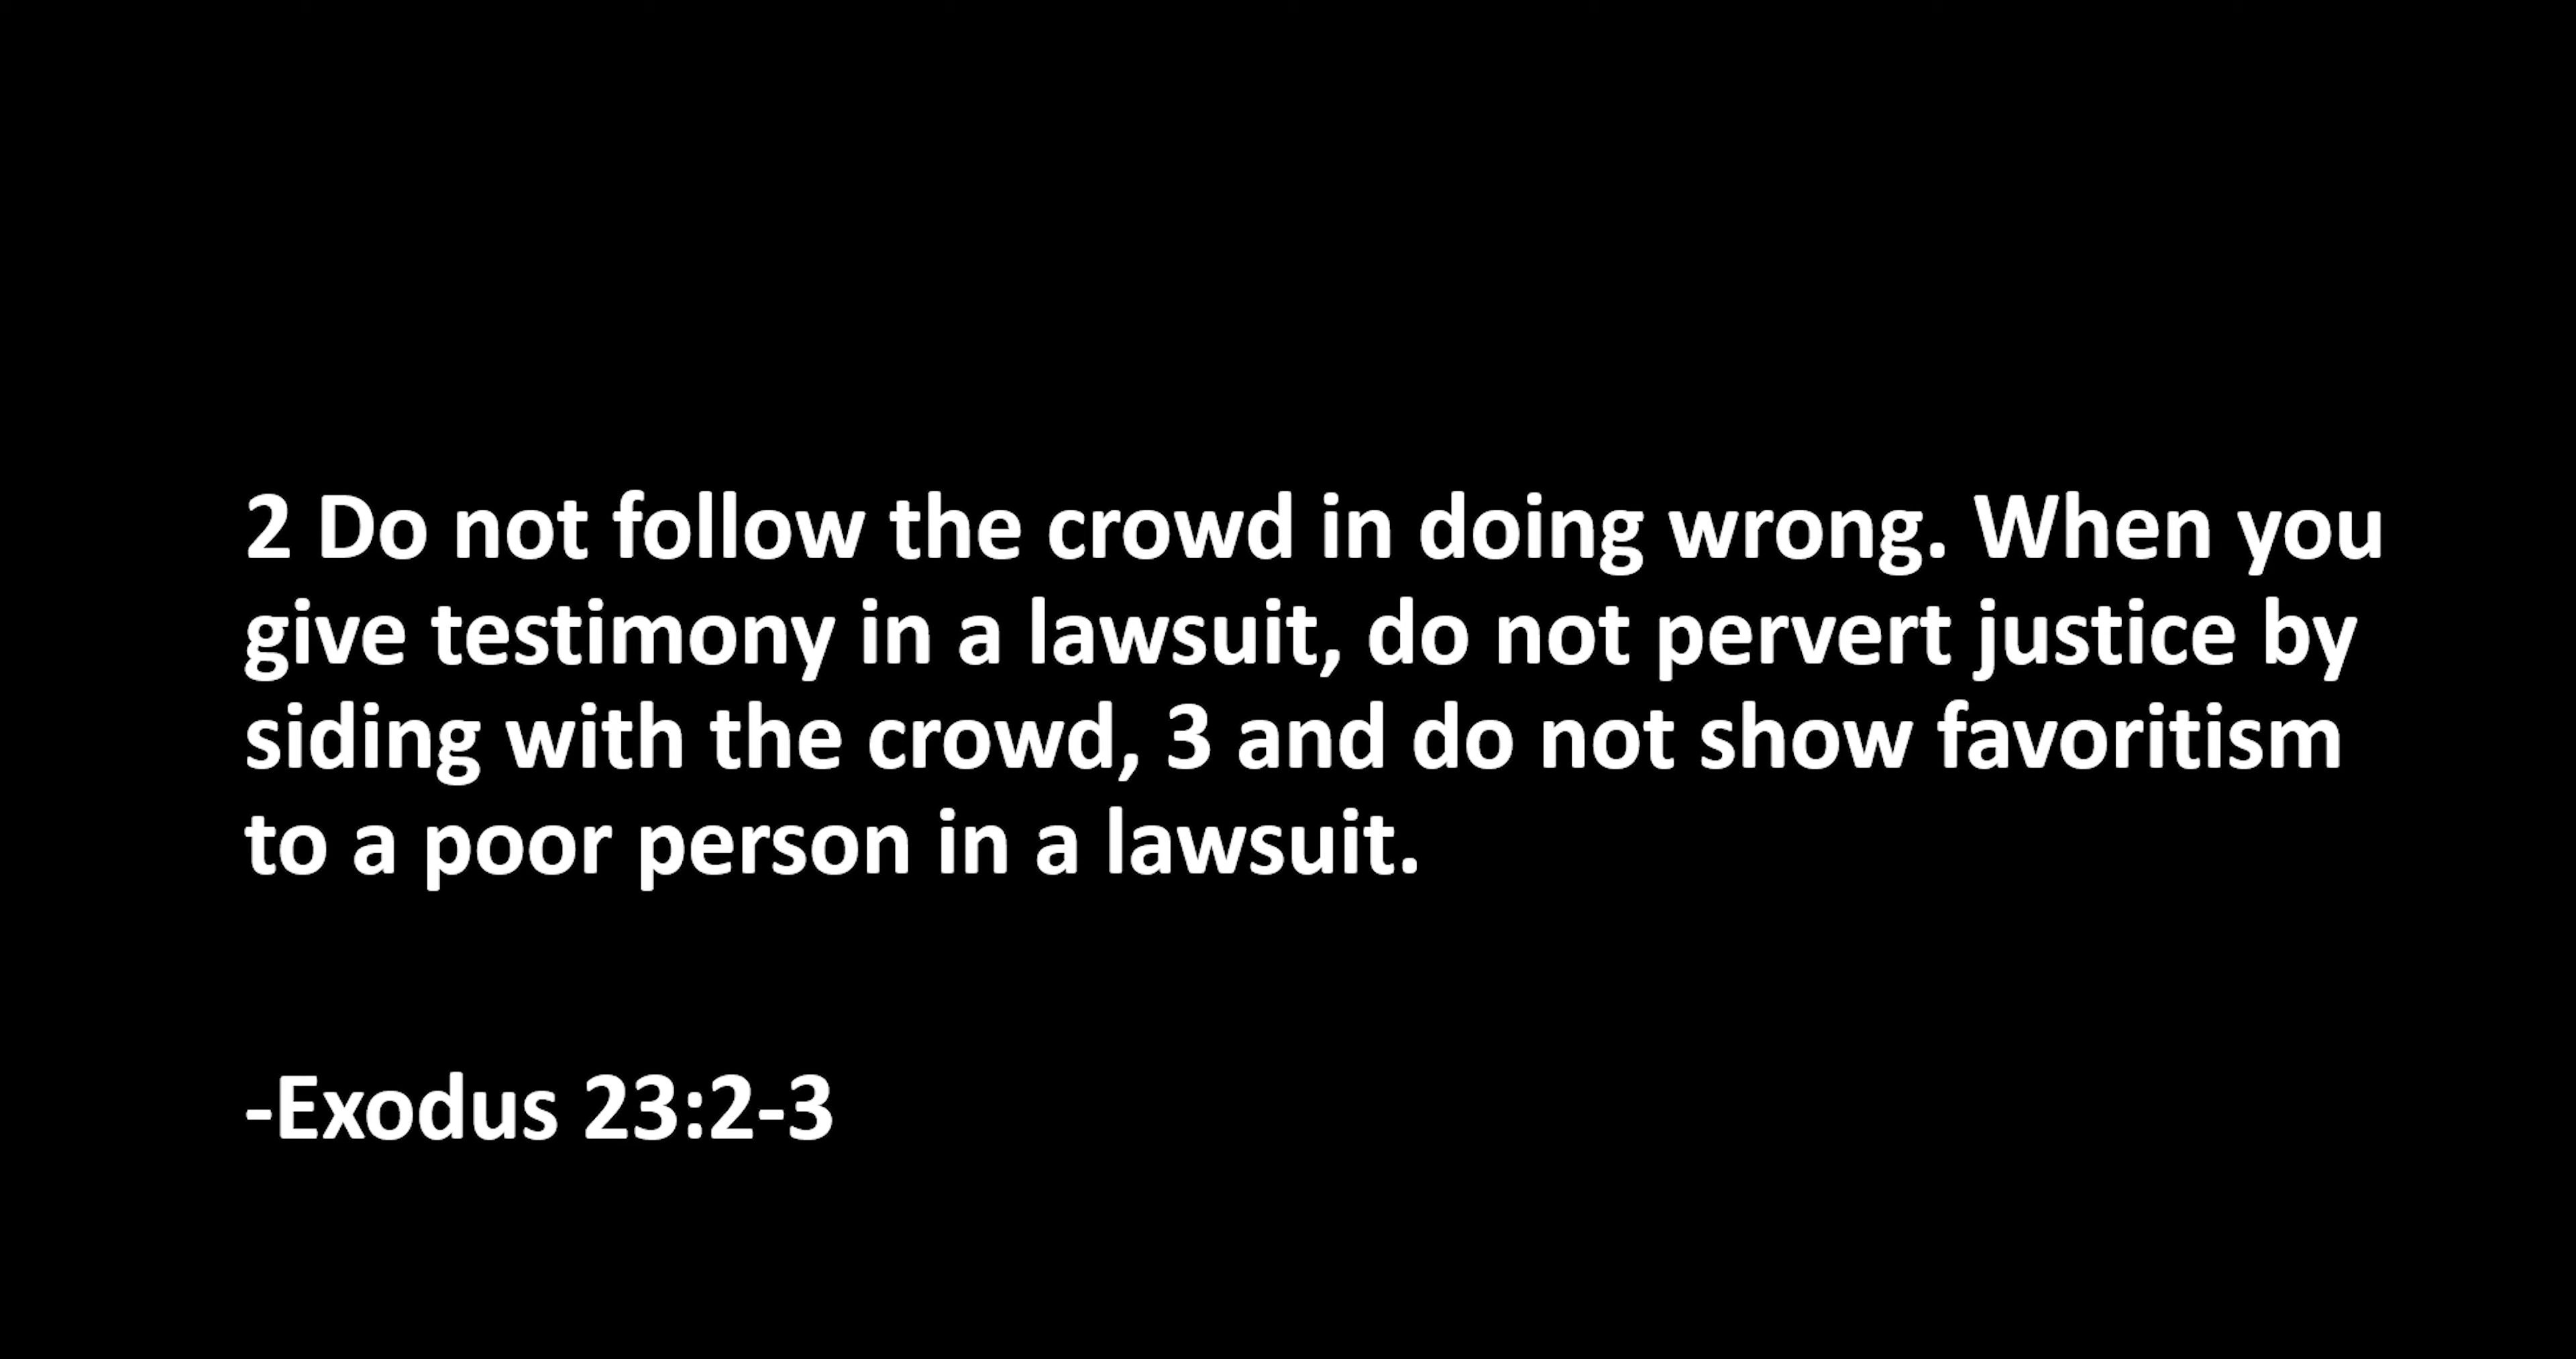 2 Do not follow the crowd in doing wrong. When you
give testimony in a lawsuit, do not pervert justice by
siding with the crowd, 3 and do not show favoritism
to a poor person in a lawsuit.
-Exodus 23:2-3